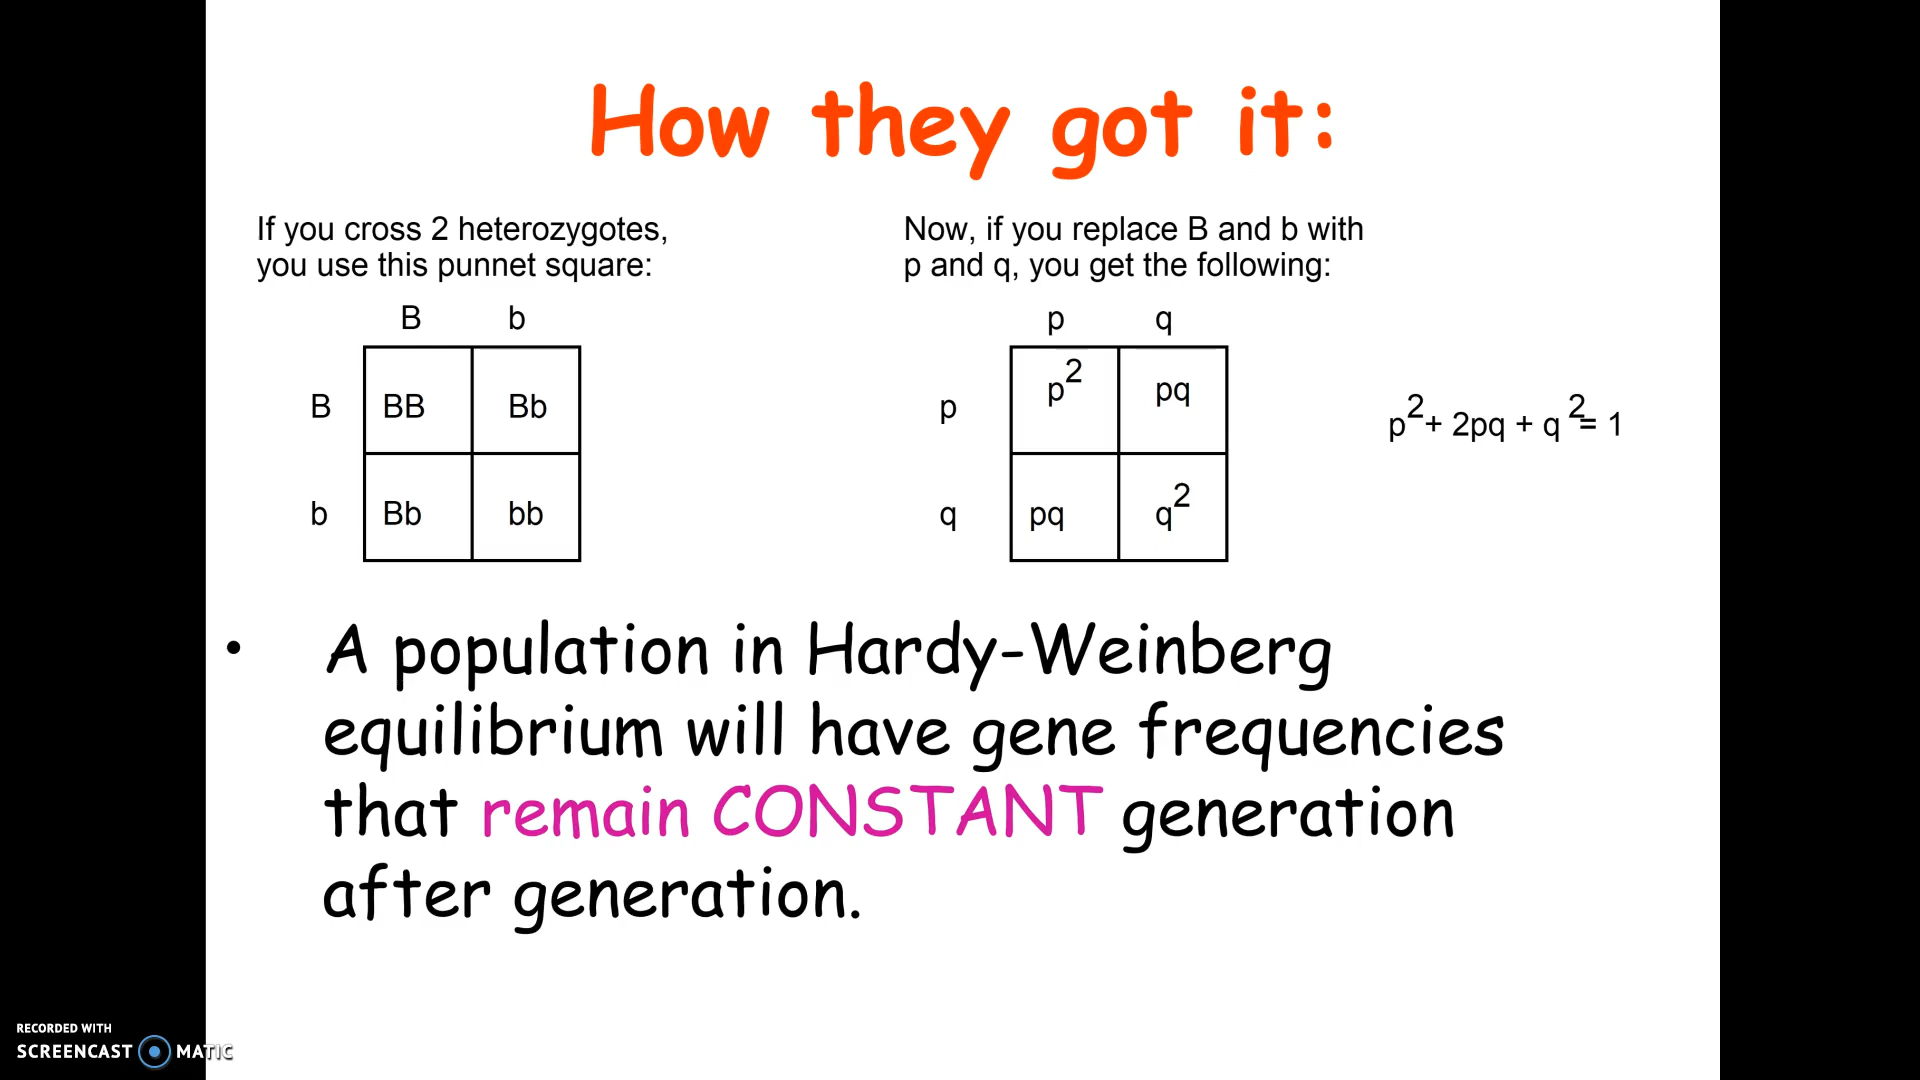 How they got it:
If you cross 2 heterozygotes,
you use this punnet square:
B b
B BB Bb
b Bb bb
Now, if you replace B and b with
p and q, you get the following:
p q
p p² pq
q pq q²
p² + 2pq + q² = 1
• A population in Hardy-Weinberg
equilibrium will have gene frequencies
that remain CONSTANT generation
after generation.
RECORDED WITH
SCREENCAST MATIC